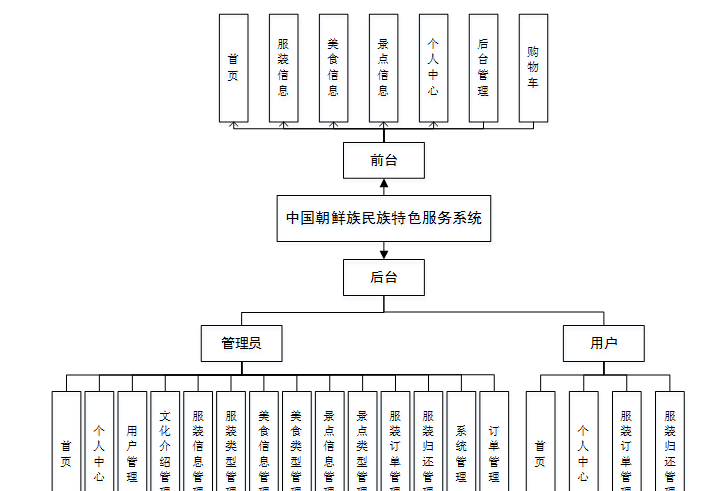 首页
服装信息
美食信息
景点信息
个人中心
后台管理
购物车
前台
中国朝鲜族民族特色服务系统
后台
管理员
用户
首页
个人中心
用户管理
文化介绍管理
服装信息管理
服装类型管理
美食信息管理
美食类型管理
景点信息管理
景点类型管理
服装订单管理
服装归还管理
系统管理
订单管理
首页
个人中心
服装订单管理
服装归还管理